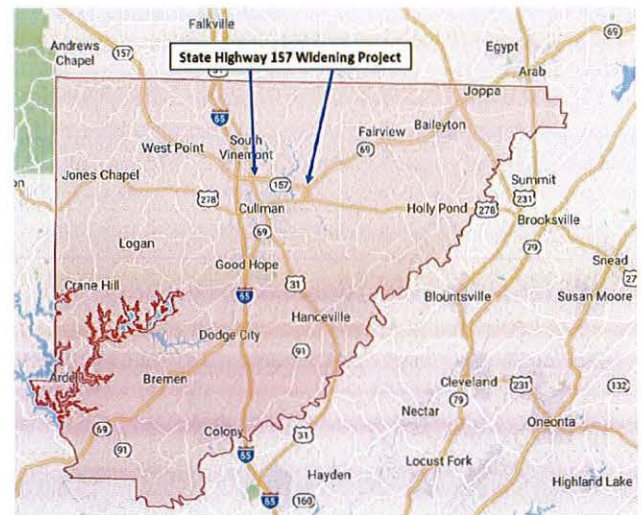 Falkville
Andrews
Chapel
157
31
State Highway 157 Widening Project
Egypt
69
Arab
Joppa
65
South
Vinemont
Fairview
Baileyton
West Point
69
Jones Chapel
157
Summit
278
Cullman
231
Holly Pond
278
Brooksville
Logan
69
79
Good Hope
Snead
27
Crane Hill
31
Blountsville
Susan Moore
65
Hanceville
Dodge City
91
Arde
Bremen
Cleveland
231
132
79
69
Nectar
Oneonta
91
Colony
31
65
Locust Fork
Hayden
Highland Lake
65
160